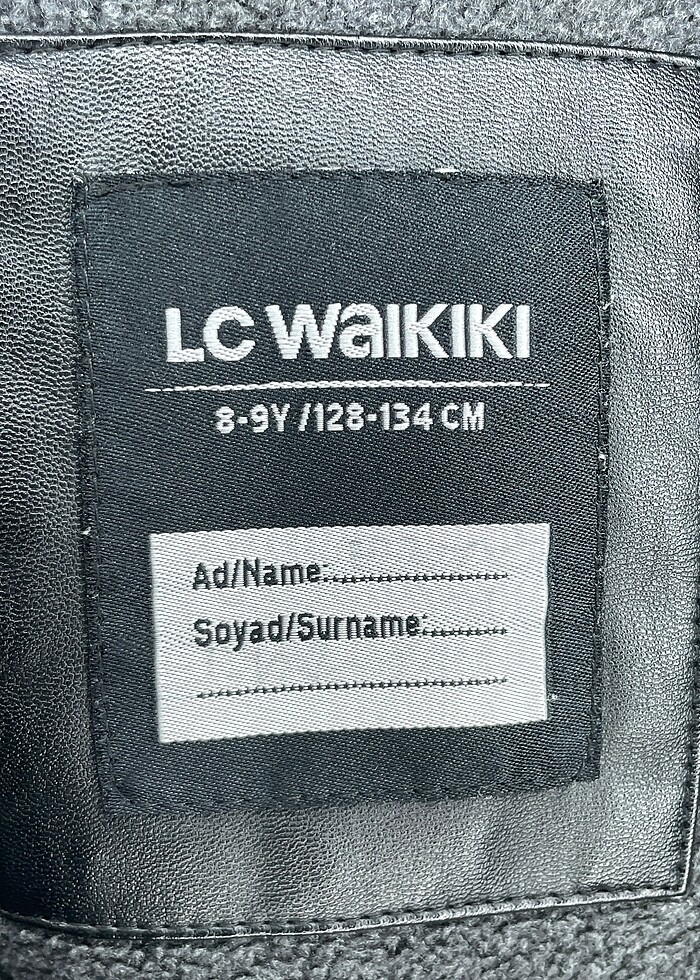 LC WAIKIKI
8-9Y /128-134 CM
Ad/Name:....................
Soyad/Surname:.........
...................................